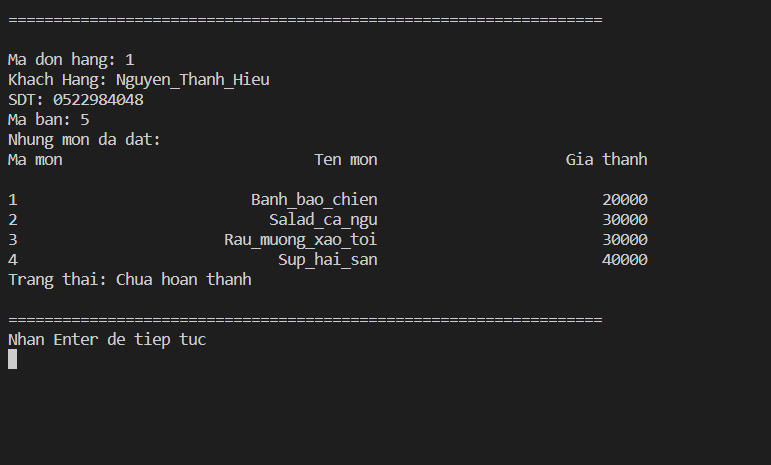 ==================================================================
Ma don hang: 1
Khach Hang: Nguyen_Thanh_Hieu
SDT: 0522984048
Ma ban: 5
Nhung mon da dat:
Ma mon Ten mon Gia thanh
1 Banh_bao_chien 20000
2 Salad_ca_ngu 30000
3 Rau_muong_xao_toi 30000
4 Sup_hai_san 40000
Trang thai: Chua hoan thanh
==================================================================
Nhan Enter de tiep tuc